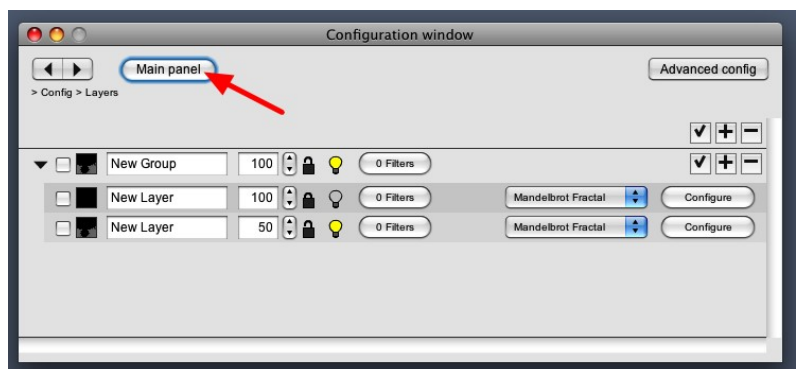 Configuration window
Main panel Advanced config
> Config > Layers
New Group 100 0 Filters
New Layer 100 0 Filters Mandelbrot Fractal Configure
New Layer 50 0 Filters Mandelbrot Fractal Configure